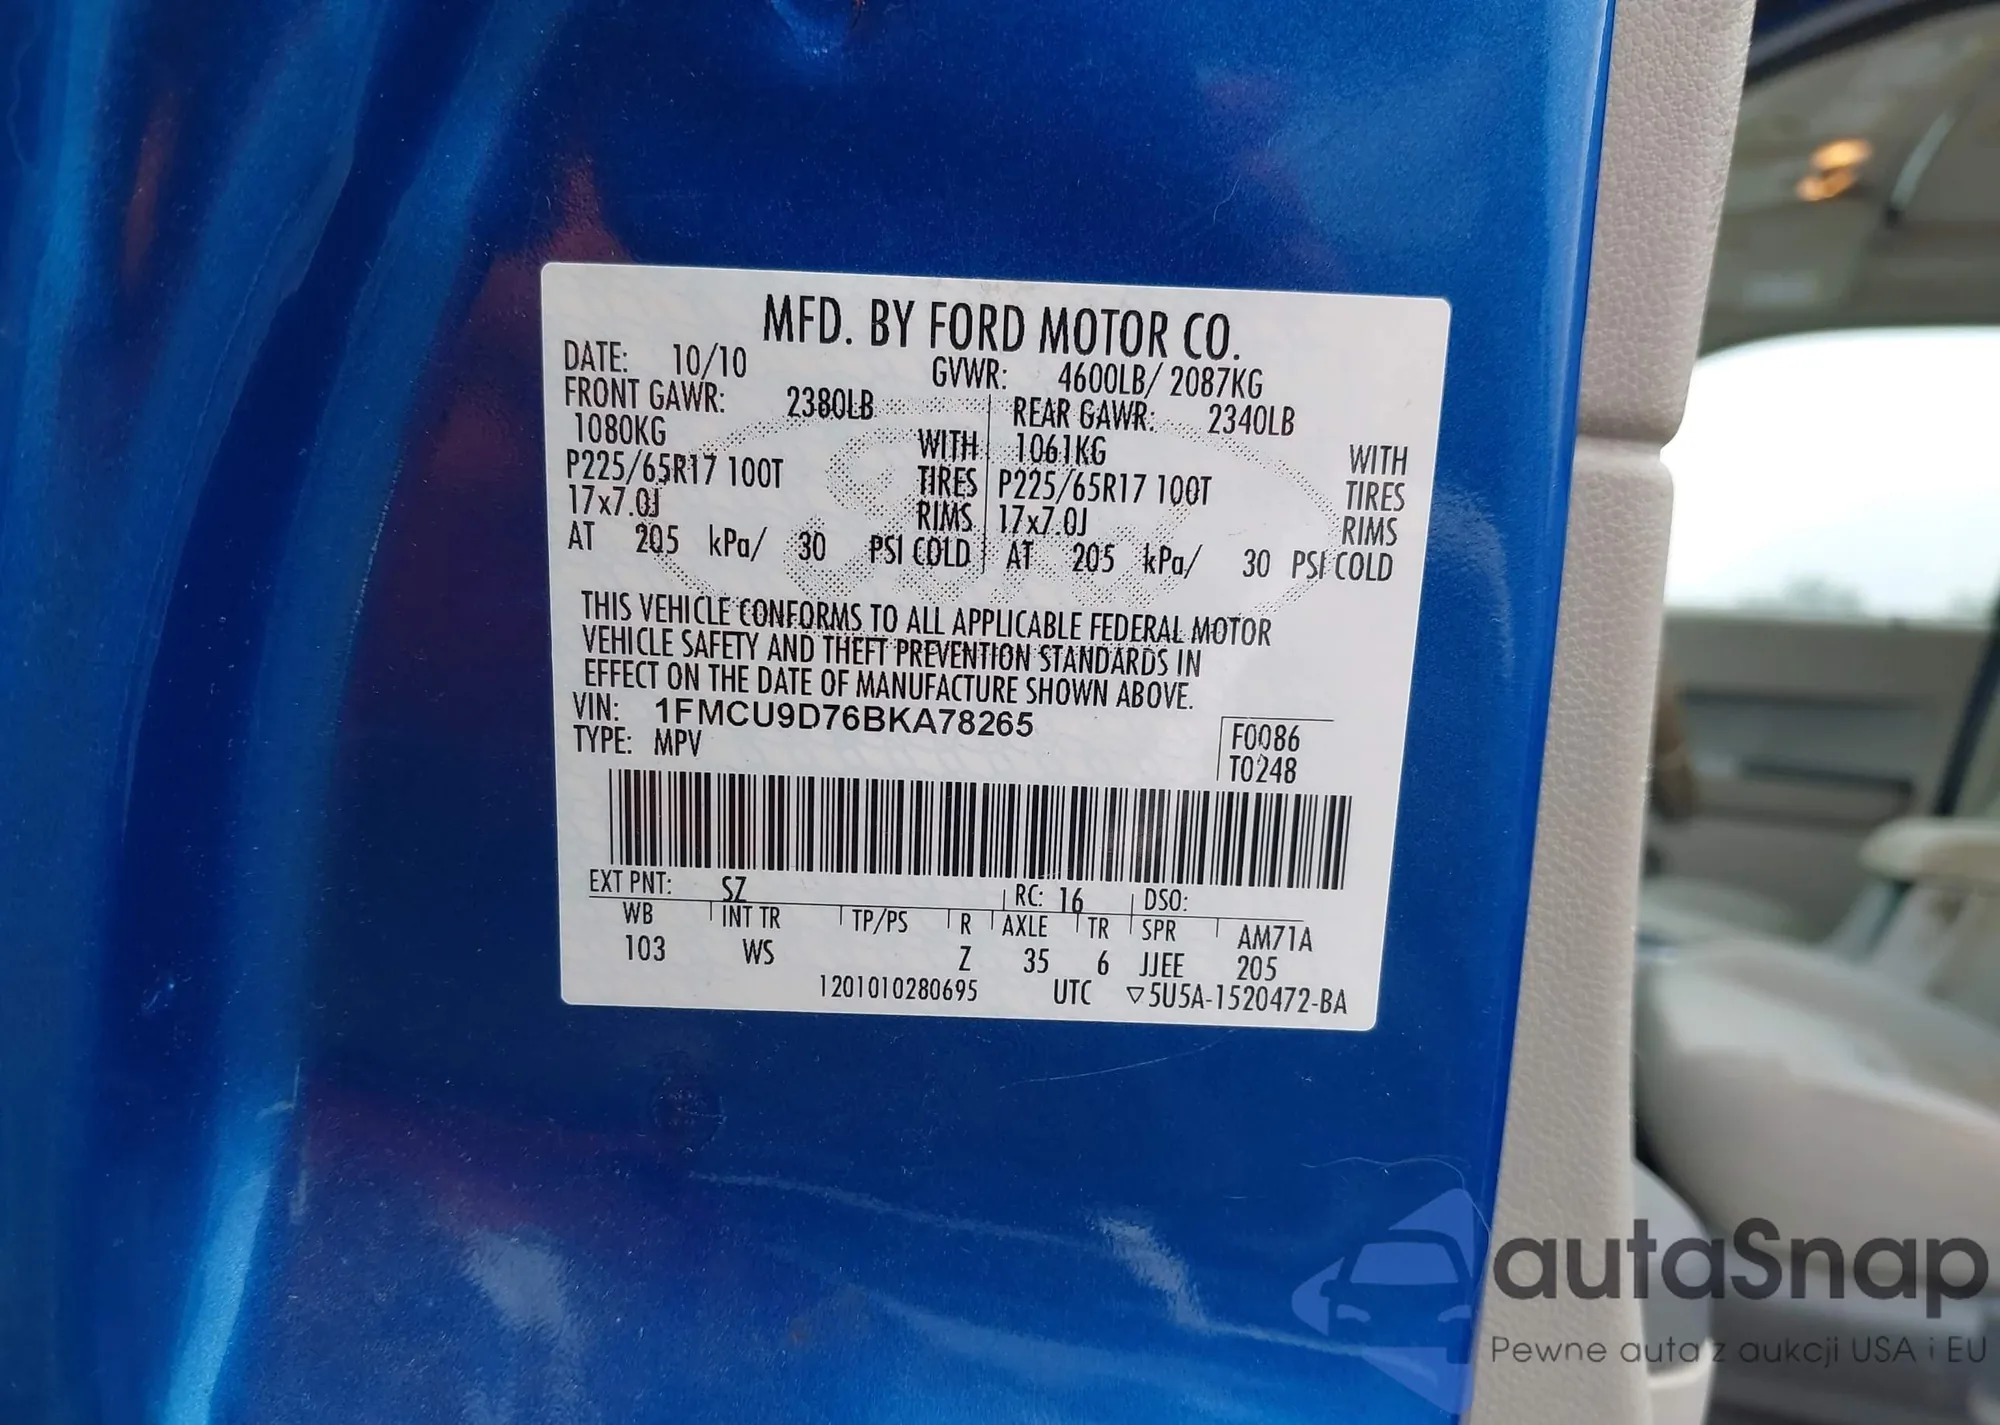 MFD. BY FORD MOTOR CO.
DATE: 10/10 GVWR: 4600LB/ 2087KG
FRONT GAWR: 2380LB REAR GAWR: 2340LB
1080KG WITH 1061KG WITH
P225/65R17 100T TIRES P225/65R17 100T TIRES
17x7.0J RIMS 17x7.0J RIMS
AT 205 kPa/ 30 PSI COLD AT 205 kPa/ 30 PSI COLD
THIS VEHICLE CONFORMS TO ALL APPLICABLE FEDERAL MOTOR
VEHICLE SAFETY AND THEFT PREVENTION STANDARDS IN
EFFECT ON THE DATE OF MANUFACTURE SHOWN ABOVE.
VIN: 1FMCU9D76BKA78265
TYPE: MPV
F0086
T0248
EXT PNT: SZ RC: 16 DSO:
WB INT TR TP/PS R AXLE TR SPR AM71A
103 WS Z 35 6 JJEE 205
1201010280695 UTC ▽5U5A-1520472-BA
autaSnap
Pewne auta z aukcji USA i EU